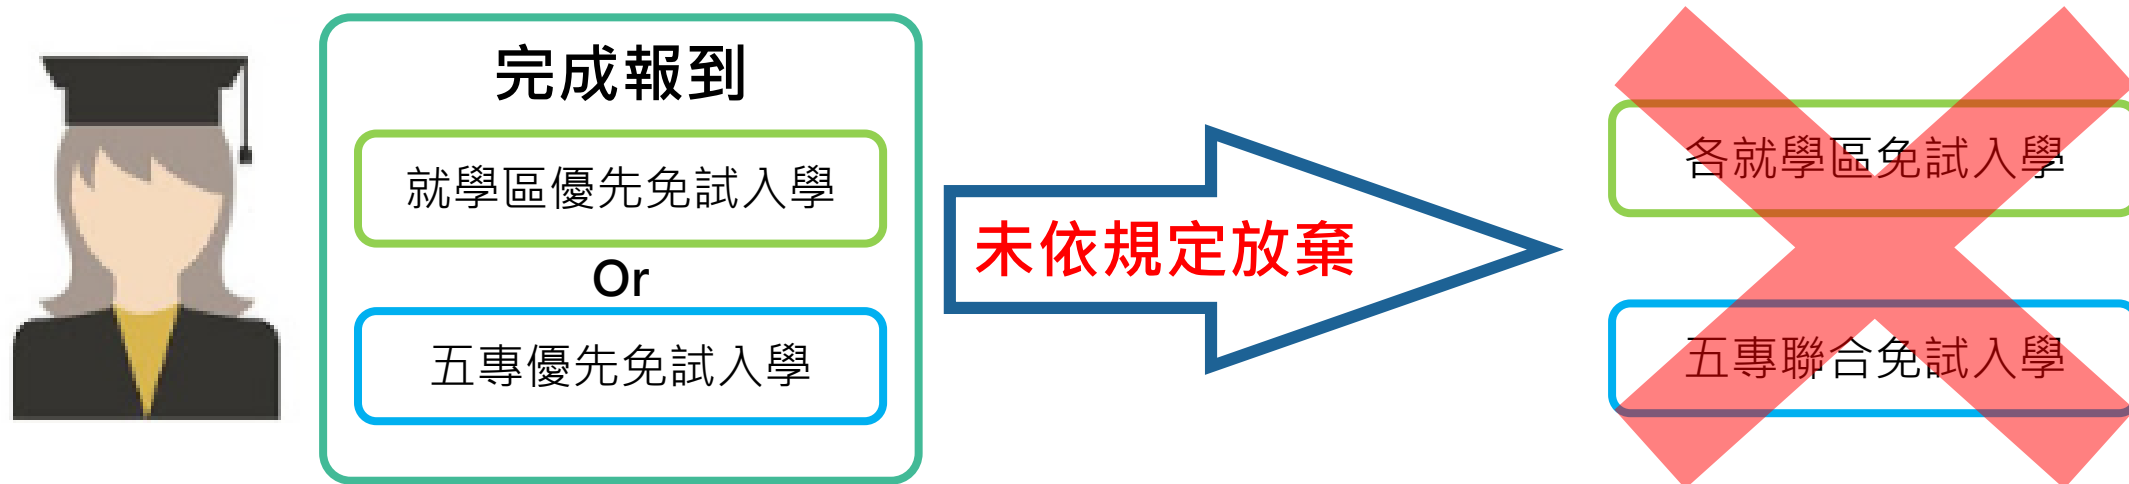 完成報到
就學區優先免試入學
Or
五專優先免試入學
未依規定放棄
各就學區免試入學
五專聯合免試入學